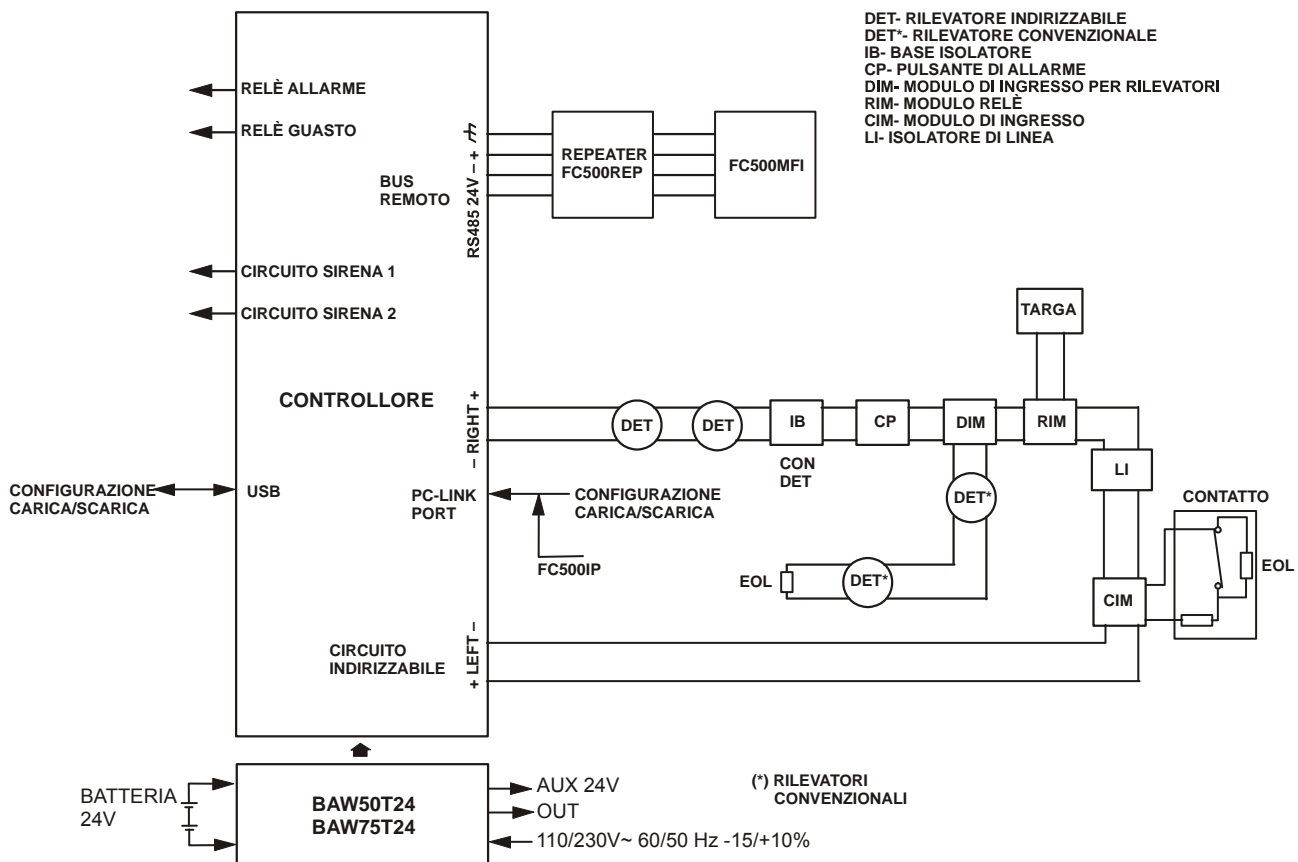 DET- RILEVATORE INDIRIZZABILE
DET*- RILEVATORE CONVENZIONALE
IB- BASE ISOLATORE
CP- PULSANTE DI ALLARME
DIM- MODULO DI INGRESSO PER RILEVATORI
RIM- MODULO RELÈ
CIM- MODULO DI INGRESSO
LI- ISOLATORE DI LINEA
RELÈ ALLARME
RELÈ GUASTO
BUS
REMOTO
RS485 24V – +
REPEATER
FC500REP
FC500MFI
CIRCUITO SIRENA 1
CIRCUITO SIRENA 2
TARGA
CONTROLLORE
– RIGHT +
DET
DET
IB
CP
DIM
RIM
CON
DET
LI
CONFIGURAZIONE
CARICA/SCARICA
USB
PC-LINK
PORT
CONFIGURAZIONE
CARICA/SCARICA
FC500IP
DET*
CONTATTO
EOL
DET*
EOL
CIM
CIRCUITO
INDIRIZZABILE
+ LEFT –
BATTERIA
24V
BAW50T24
BAW75T24
AUX 24V
OUT
110/230V~ 60/50 Hz -15/+10%
(*) RILEVATORI
CONVENZIONALI